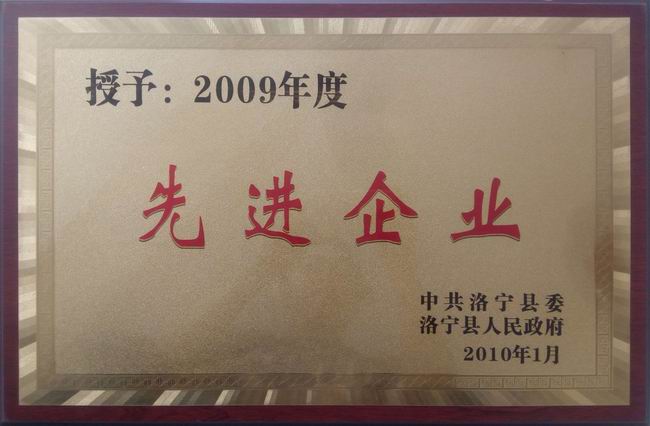 授予：2009年度
先进企业
中共洛宁县委
洛宁县人民政府
2010年1月